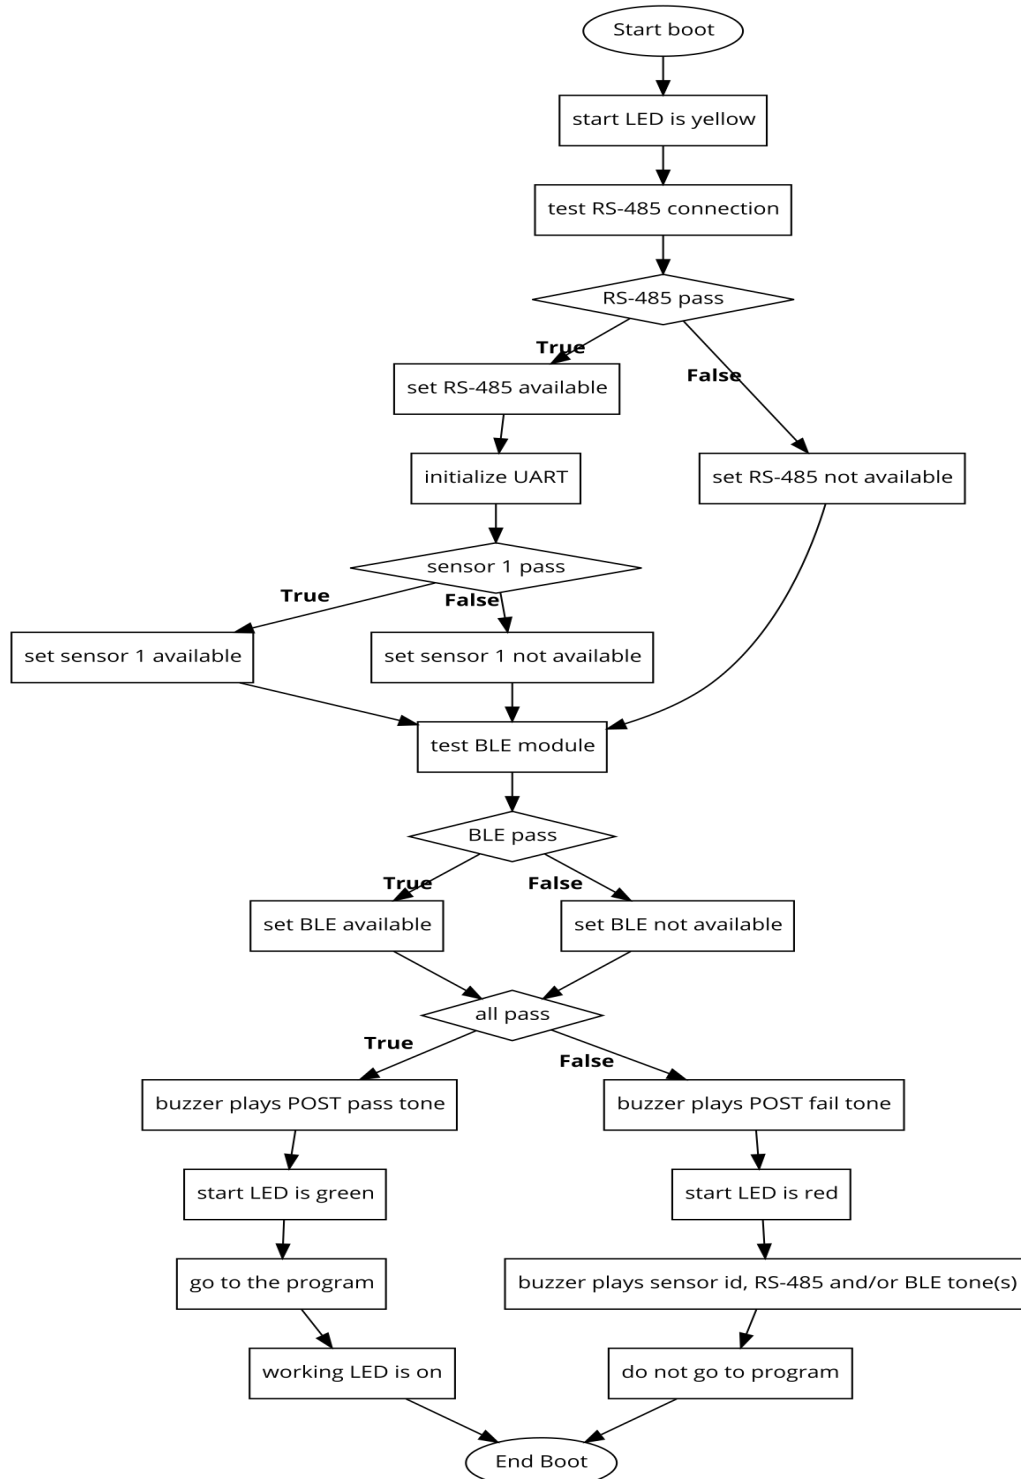 Start boot
start LED is yellow
test RS-485 connection
RS-485 pass
True
False
set RS-485 available
initialize UART
set RS-485 not available
sensor 1 pass
True
False
set sensor 1 available
set sensor 1 not available
test BLE module
BLE pass
True
False
set BLE available
set BLE not available
all pass
True
False
buzzer plays POST pass tone
buzzer plays POST fail tone
start LED is green
start LED is red
go to the program
buzzer plays sensor id, RS-485 and/or BLE tone(s)
working LED is on
do not go to program
End Boot